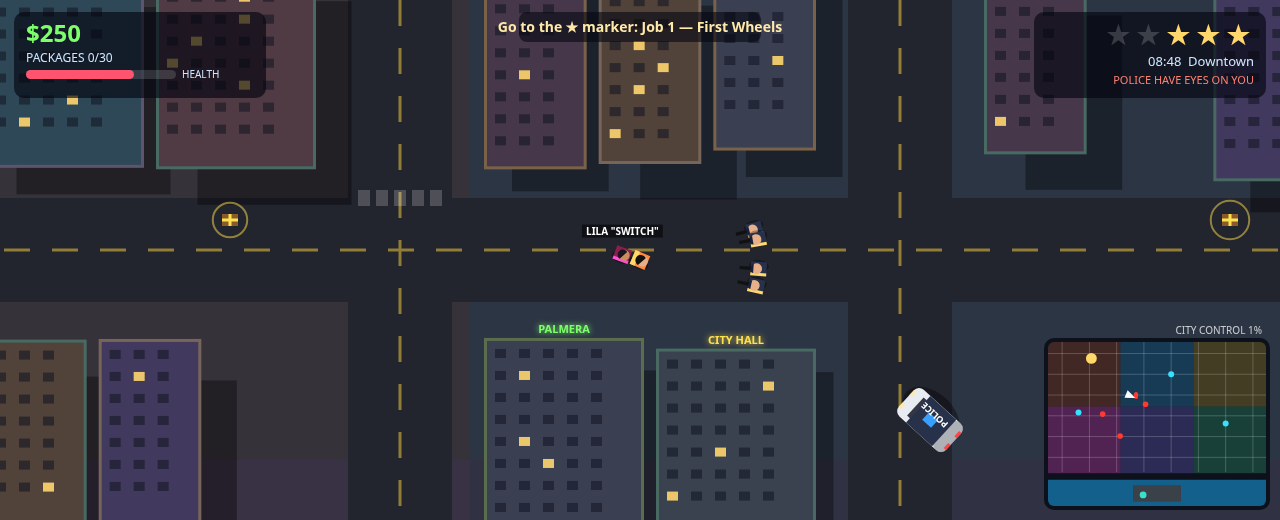 $250
PACKAGES 0/30
HEALTH
Go to the ★ marker: Job 1 — First Wheels
★★★★★
08:48 Downtown
POLICE HAVE EYES ON YOU
LILA "SWITCH"
PALMERA
CITY HALL
POLICE
CITY CONTROL 1%